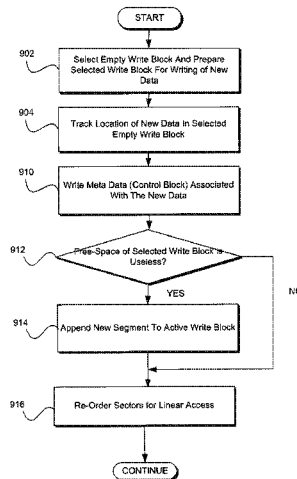 START
902
Select Empty Write Block And Prepare
Selected Write Block For Writing of New
Data
904
Track Location of New Data In Selected
Empty Write Block
910
Write Meta Data (Control Block) Associated
With The New Data
912
Free-Space of Selected Write Block is
Useless?
YES
NO
914
Append New Segment To Active Write Block
916
Re-Order Sectors for Linear Access
CONTINUE